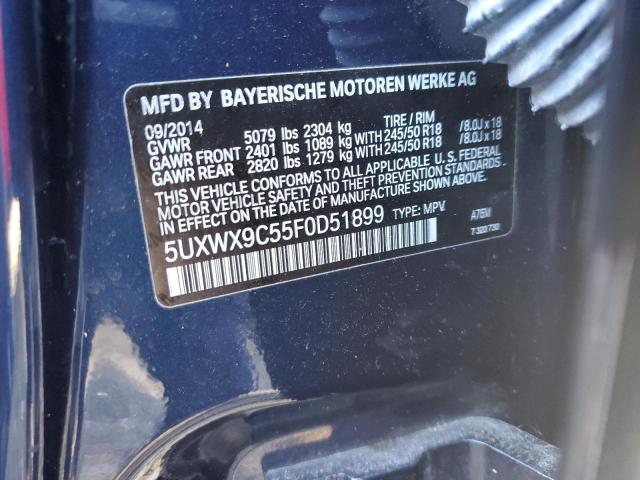 MFD BY BAYERISCHE MOTOREN WERKE AG
09/2014 TIRE / RIM
GVWR 5079 lbs 2304 kg
GAWR FRONT 2401 lbs 1089 kg WITH 245/50 R18 /8.0J x 18
GAWR REAR 2820 lbs 1279 kg WITH 245/50 R18 /8.0J x 18
THIS VEHICLE CONFORMS TO ALL APPLICABLE U. S. FEDERAL
MOTOR VEHICLE SAFETY AND THEFT PREVENTION STANDARDS
IN EFFECT ON THE DATE OF MANUFACTURE SHOWN ABOVE.
5UXWX9C55F0D51899 TYPE: MPV A76M
7 320 730